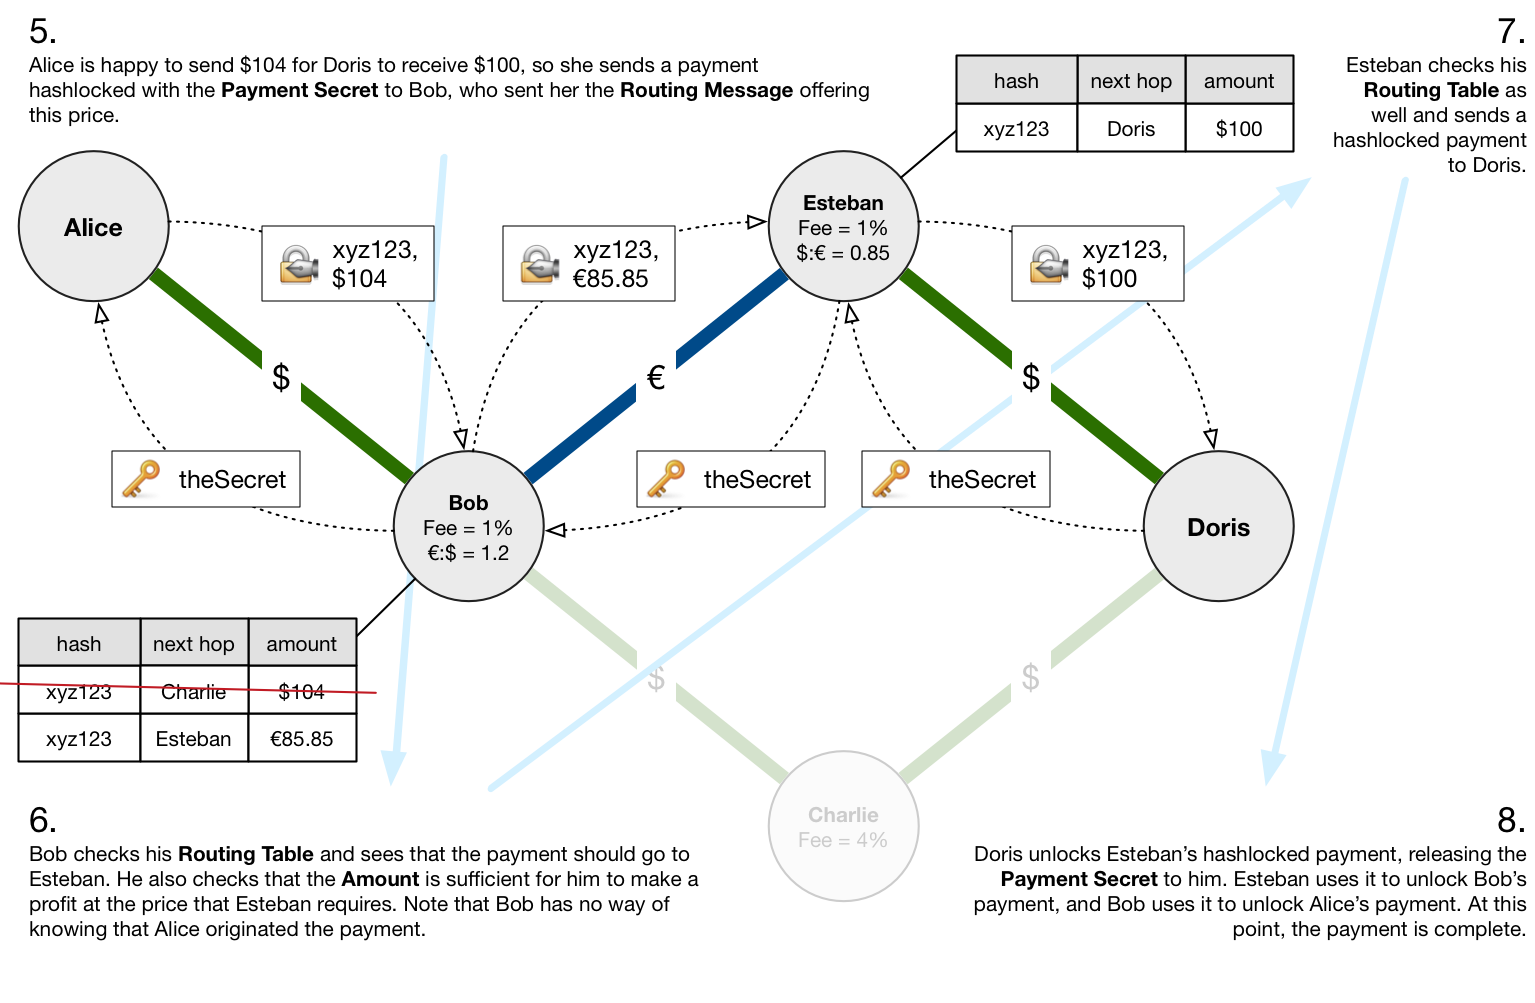 5.
Alice is happy to send $104 for Doris to receive $100, so she sends a payment
hashlocked with the Payment Secret to Bob, who sent her the Routing Message offering
this price.
7.
Esteban checks his
Routing Table as
well and sends a
hashlocked payment
to Doris.
hash next hop amount
xyz123 Doris $100
Alice
xyz123,
$104
xyz123,
€85.85
Esteban
Fee = 1%
$:€ = 0.85
xyz123,
$100
$
€
$
theSecret
theSecret
theSecret
Bob
Fee = 1%
€:$ = 1.2
Doris
hash next hop amount
xyz123 Charlie $104
xyz123 Esteban €85.85
$
$
Charlie
Fee = 4%
6.
Bob checks his Routing Table and sees that the payment should go to
Esteban. He also checks that the Amount is sufficient for him to make a
profit at the price that Esteban requires. Note that Bob has no way of
knowing that Alice originated the payment.
8.
Doris unlocks Esteban’s hashlocked payment, releasing the
Payment Secret to him. Esteban uses it to unlock Bob’s
payment, and Bob uses it to unlock Alice’s payment. At this
point, the payment is complete.